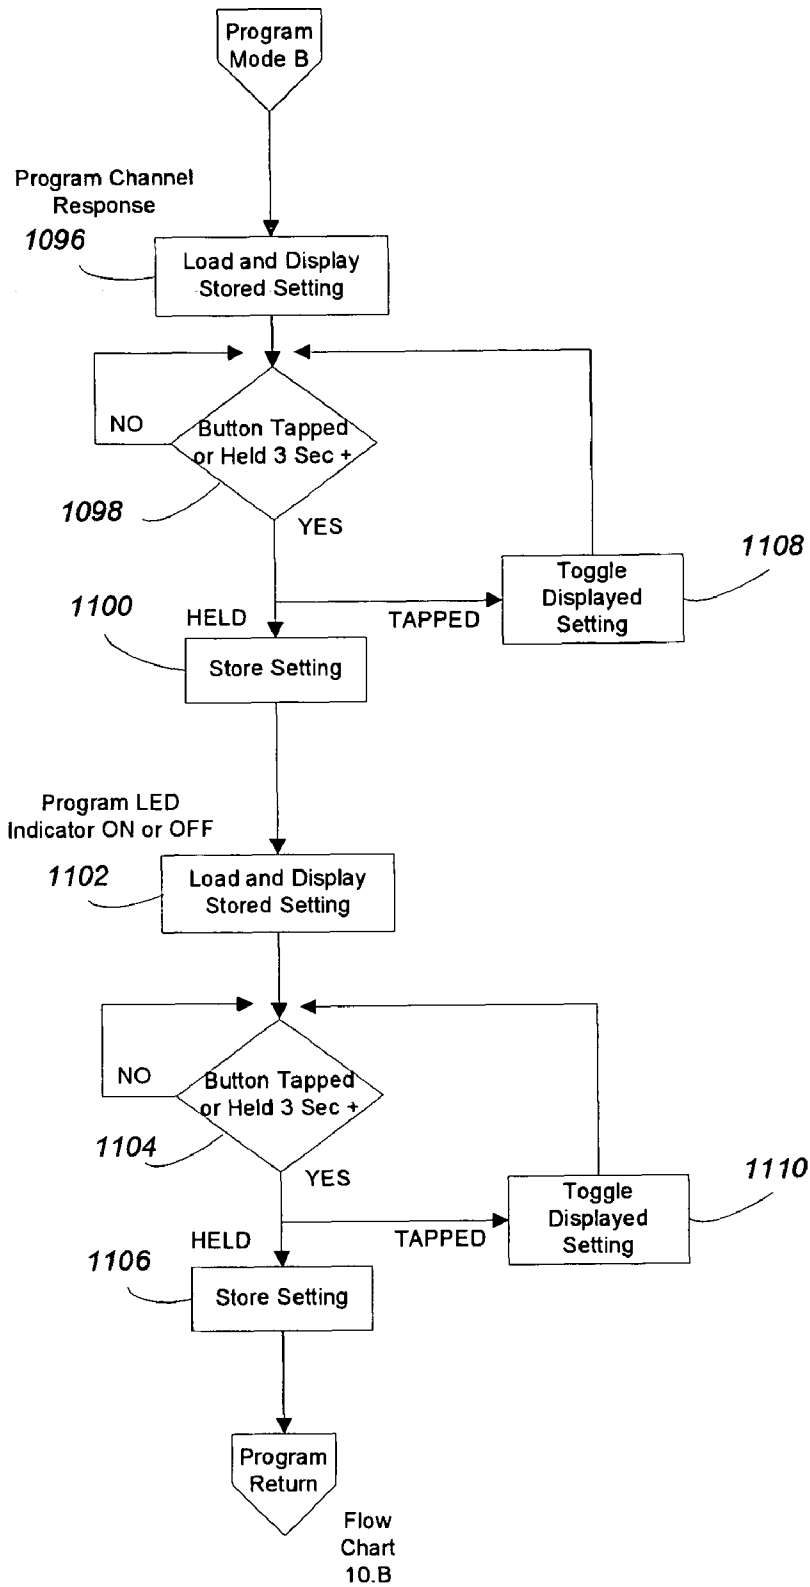 Program
Mode B
Program Channel
Response
1096
Load and Display
Stored Setting
NO
Button Tapped
or Held 3 Sec +
1098
YES
1108
Toggle
Displayed
Setting
1100
HELD
TAPPED
Store Setting
Program LED
Indicator ON or OFF
1102
Load and Display
Stored Setting
NO
Button Tapped
or Held 3 Sec +
1104
YES
1110
Toggle
Displayed
Setting
HELD
TAPPED
1106
Store Setting
Program
Return
Flow
Chart
10.B